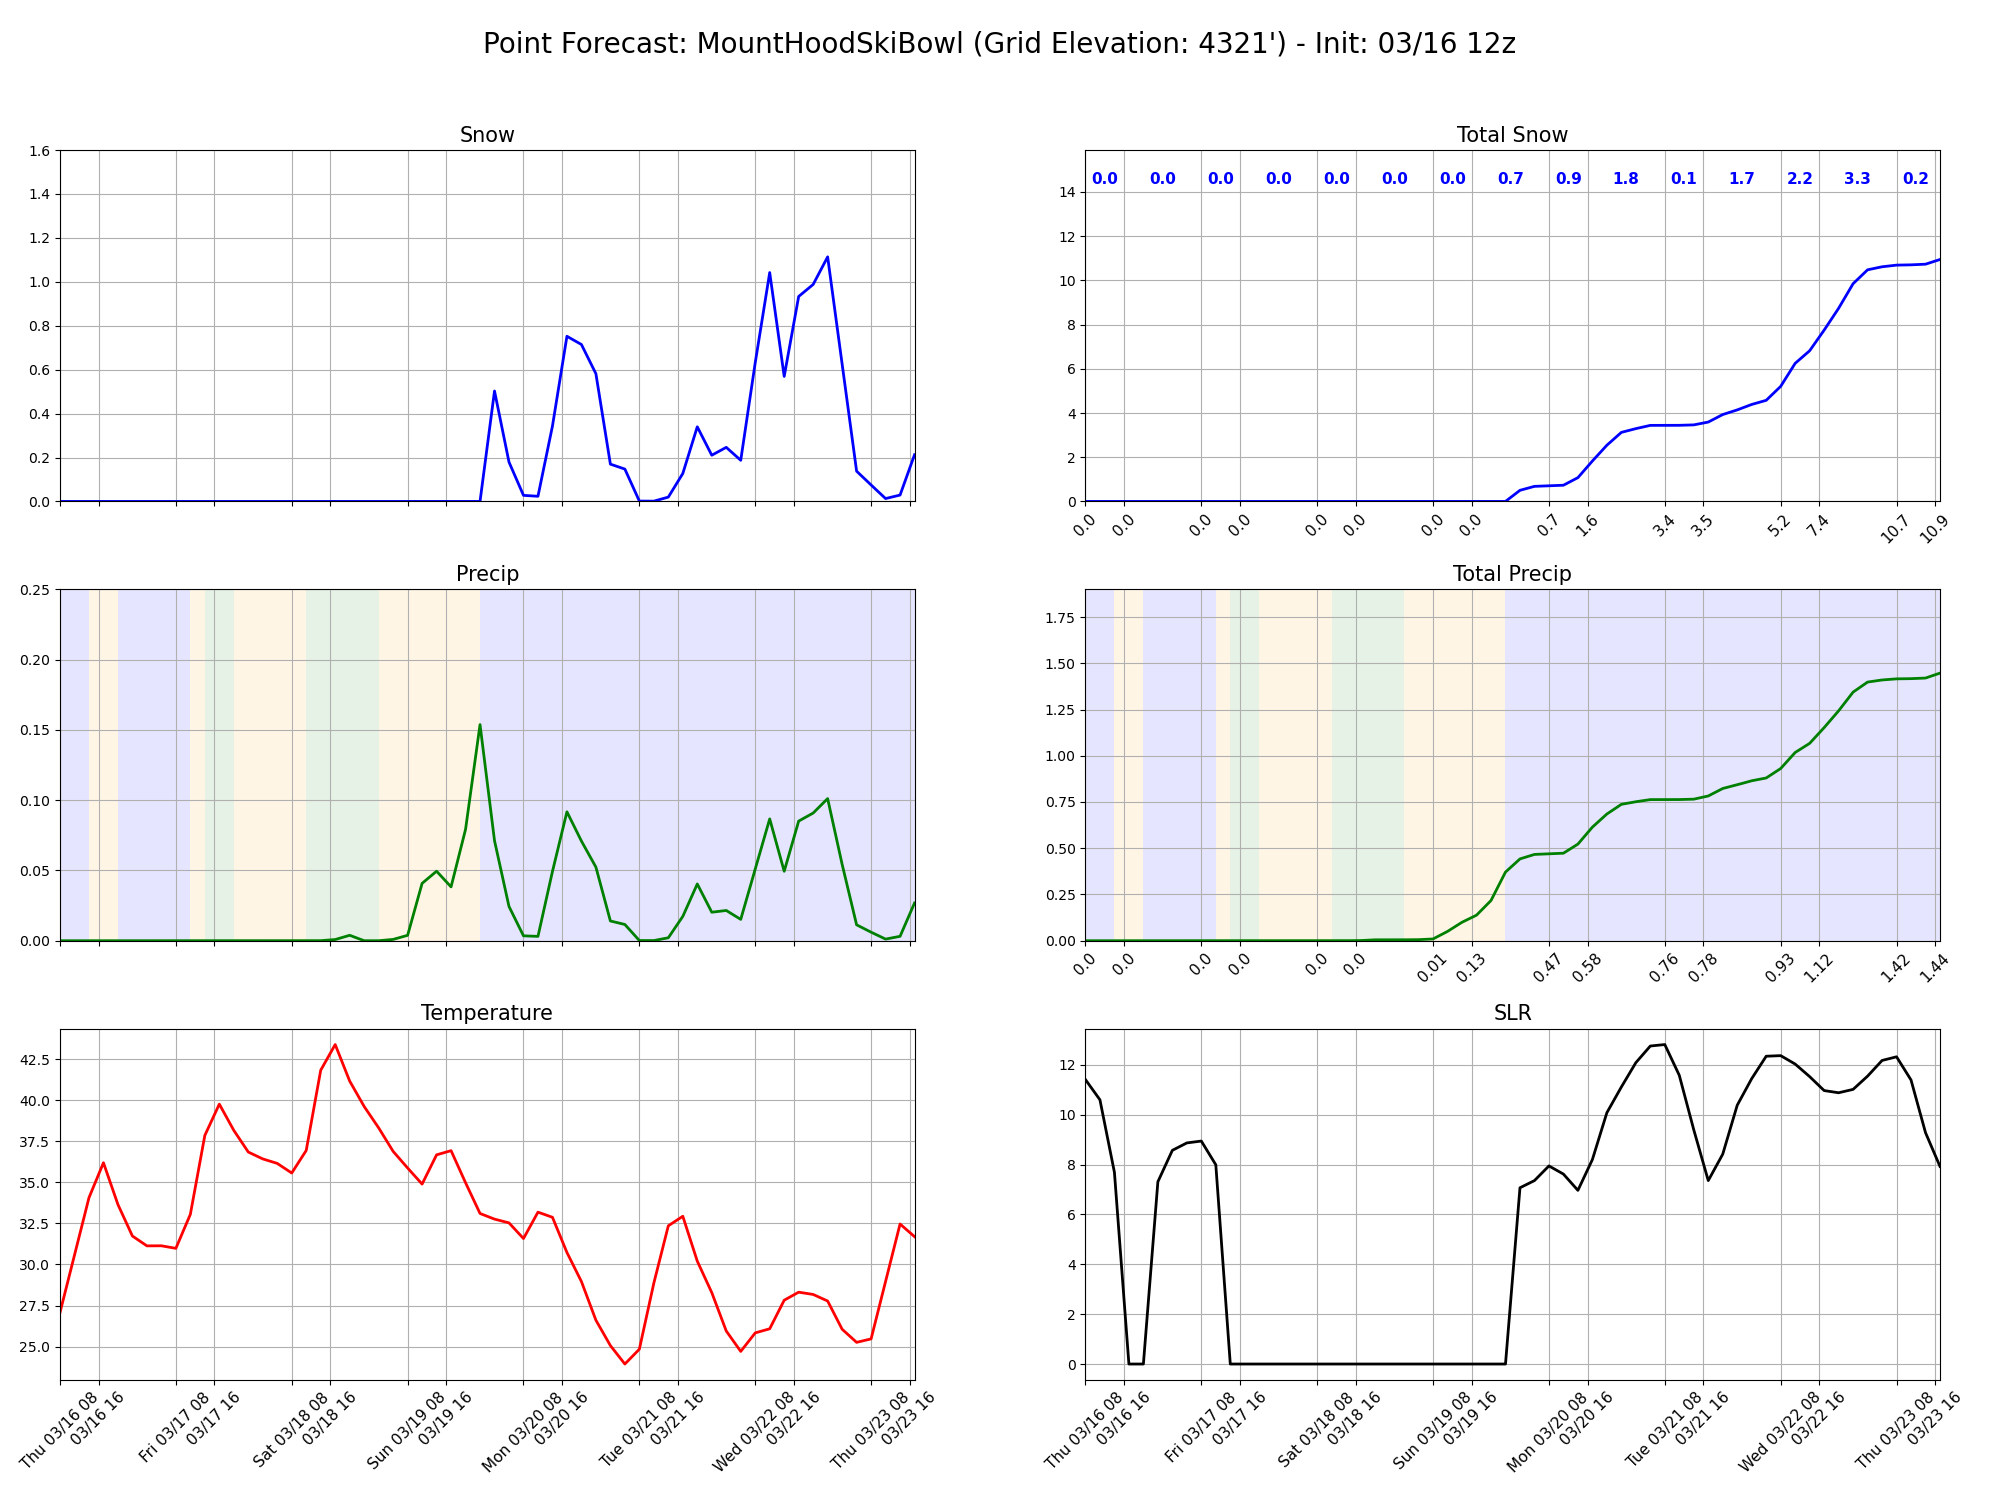 Point Forecast: MountHoodSkiBowl (Grid Elevation: 4321') - Init: 03/16 12z
Snow
1.6
1.4
1.2
1.0
0.8
0.6
0.4
0.2
0.0
Total Snow
0.0 0.0 0.0 0.0 0.0 0.0 0.0 0.7 0.9 1.8 0.1 1.7 2.2 3.3 0.2
14
12
10
8
6
4
2
0
0.0 0.0 0.0 0.0 0.0 0.0 0.0 0.0 0.7 1.6 3.4 3.5 5.2 7.4 10.7 10.9
Precip
0.25
0.20
0.15
0.10
0.05
0.00
Total Precip
1.75
1.50
1.25
1.00
0.75
0.50
0.25
0.00
0.0 0.0 0.0 0.0 0.0 0.0 0.01 0.13 0.47 0.58 0.76 0.78 0.93 1.12 1.42 1.44
Temperature
42.5
40.0
37.5
35.0
32.5
30.0
27.5
25.0
Thu 03/16 08
03/16 16
Fri 03/17 08
03/17 16
Sat 03/18 08
03/18 16
Sun 03/19 08
03/19 16
Mon 03/20 08
03/20 16
Tue 03/21 08
03/21 16
Wed 03/22 08
03/22 16
Thu 03/23 08
03/23 16
SLR
12
10
8
6
4
2
0
Thu 03/16 08
03/16 16
Fri 03/17 08
03/17 16
Sat 03/18 08
03/18 16
Sun 03/19 08
03/19 16
Mon 03/20 08
03/20 16
Tue 03/21 08
03/21 16
Wed 03/22 08
03/22 16
Thu 03/23 08
03/23 16